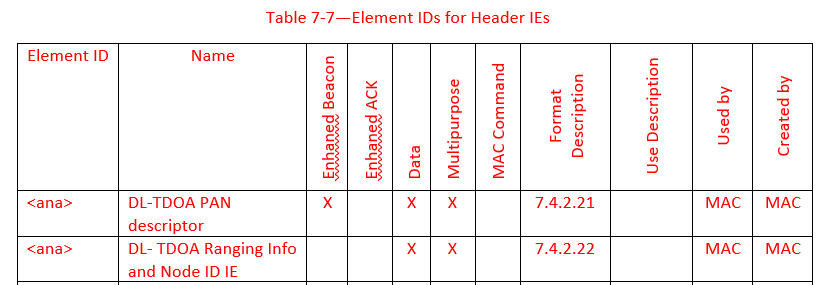 Table 7-7—Element IDs for Header IEs
Element ID Name Enhaned Beacon Enhaned ACK Data Multipurpose MAC Command Format Description Use Description Used by Created by
<ana> DL-TDOA PAN X X X 7.4.2.21 MAC MAC
descriptor
<ana> DL- TDOA Ranging Info X X 7.4.2.22 MAC MAC
and Node ID IE